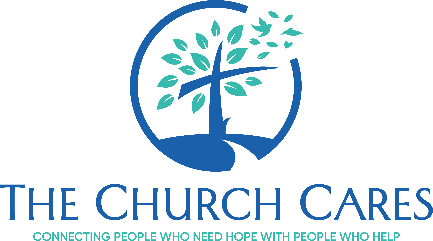 THE CHURCH CARES
CONNECTING PEOPLE WHO NEED HOPE WITH PEOPLE WHO HELP